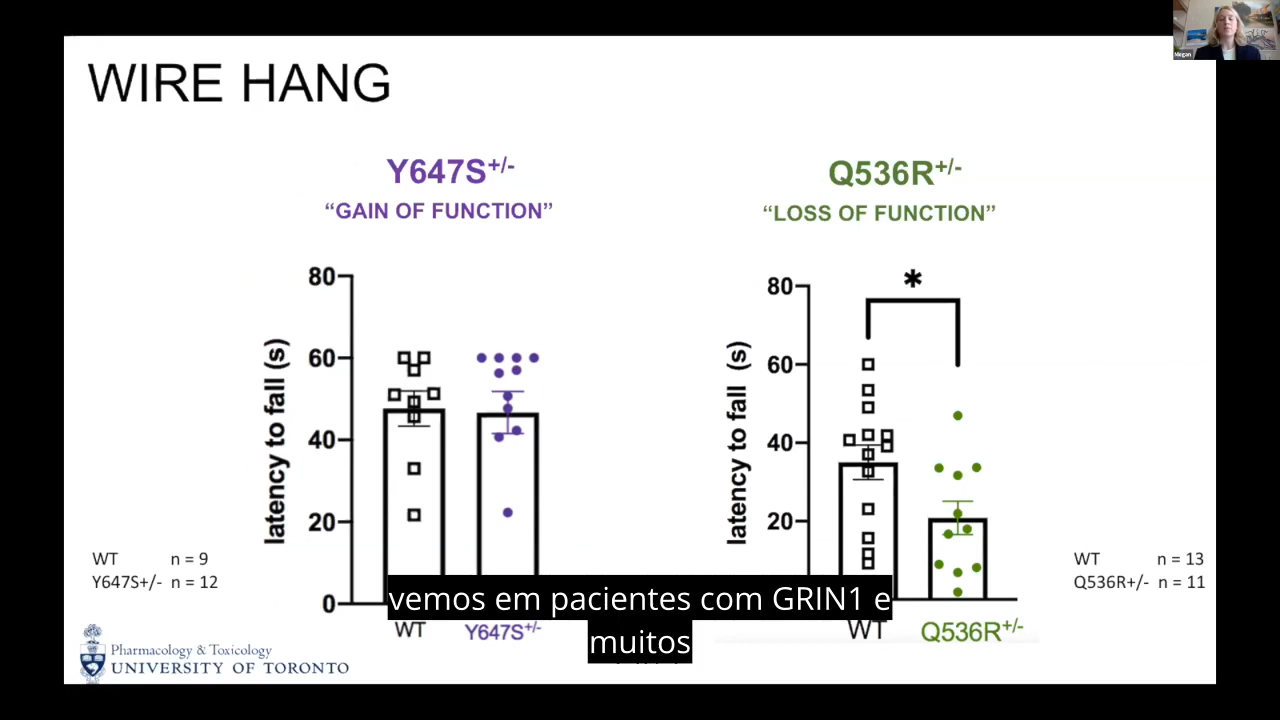 Megan
WIRE HANG
Y647S+/-
“GAIN OF FUNCTION”
Q536R+/-
“LOSS OF FUNCTION”
latency to fall (s)
80
60
40
20
0
WT
Y647S+/-
WT n = 9
Y647S+/- n = 12
*
latency to fall (s)
80
60
40
20
WT
Q536R+/-
WT n = 13
Q536R+/- n = 11
vemos em pacientes com GRIN1 e
muitos
Pharmacology & Toxicology
UNIVERSITY OF TORONTO